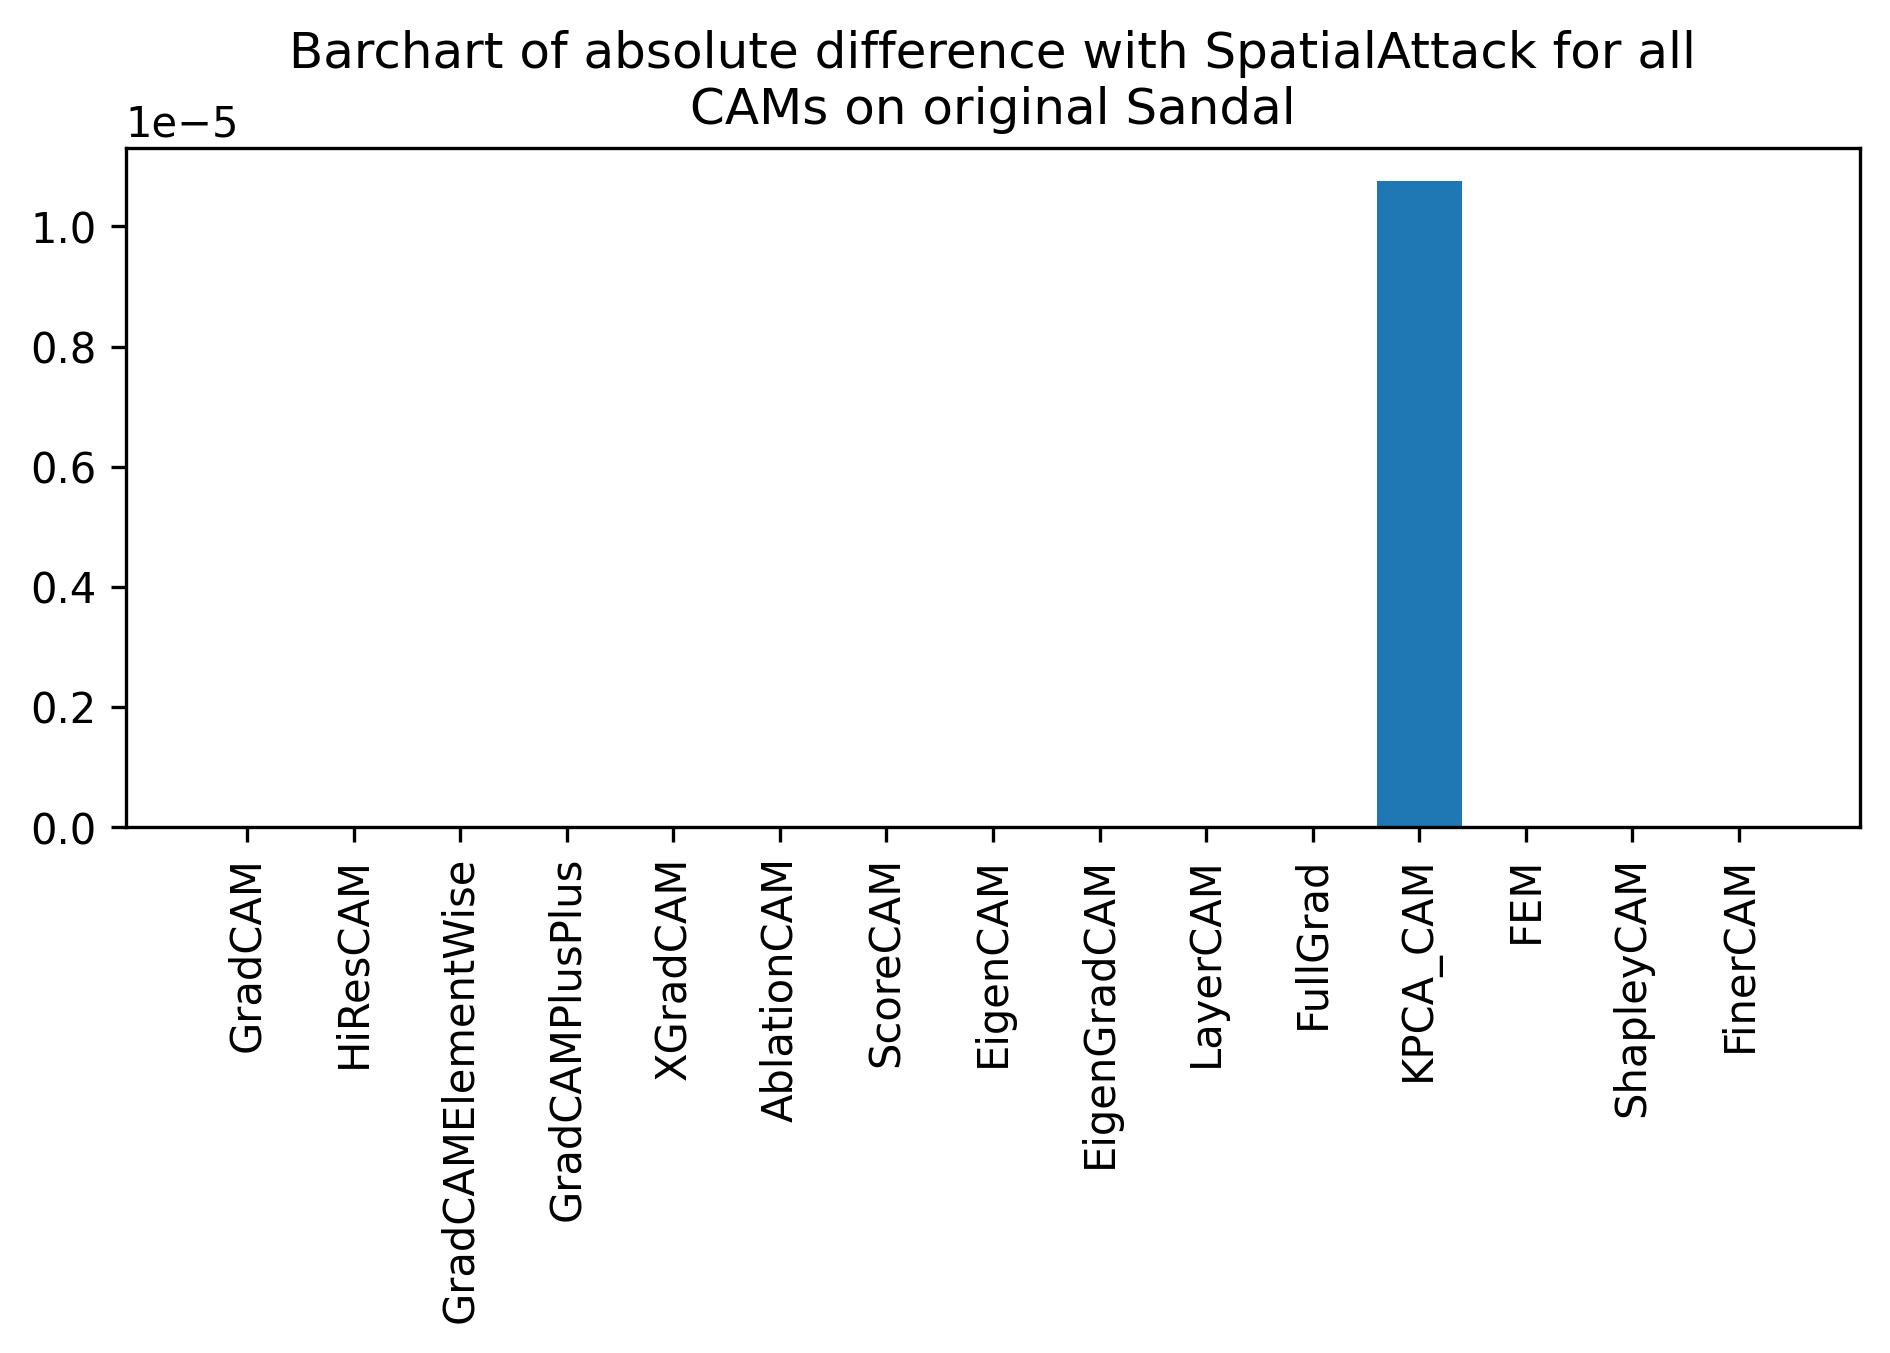 Barchart of absolute difference with SpatialAttack for all
CAMs on original Sandal
1e−5
1.0
0.8
0.6
0.4
0.2
0.0
GradCAM
HiResCAM
GradCAMElementWise
GradCAMPlusPlus
XGradCAM
AblationCAM
ScoreCAM
EigenCAM
EigenGradCAM
LayerCAM
FullGrad
KPCA_CAM
FEM
ShapleyCAM
FinerCAM